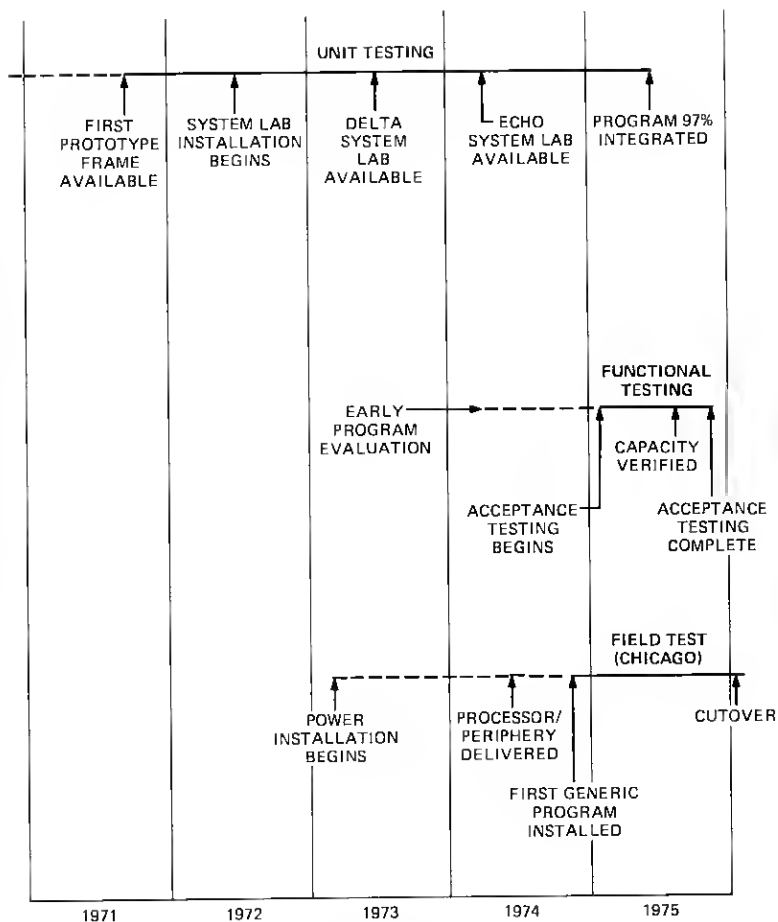 UNIT TESTING
FIRST
PROTOTYPE
FRAME
AVAILABLE
SYSTEM LAB
INSTALLATION
BEGINS
DELTA
SYSTEM
LAB
AVAILABLE
ECHO
SYSTEM LAB
AVAILABLE
PROGRAM 97%
INTEGRATED
FUNCTIONAL
TESTING
EARLY
PROGRAM
EVALUATION
CAPACITY
VERIFIED
ACCEPTANCE
TESTING
BEGINS
ACCEPTANCE
TESTING
COMPLETE
FIELD TEST
(CHICAGO)
POWER
INSTALLATION
BEGINS
PROCESSOR/
PERIPHERY
DELIVERED
CUTOVER
FIRST GENERIC
PROGRAM
INSTALLED
1971
1972
1973
1974
1975